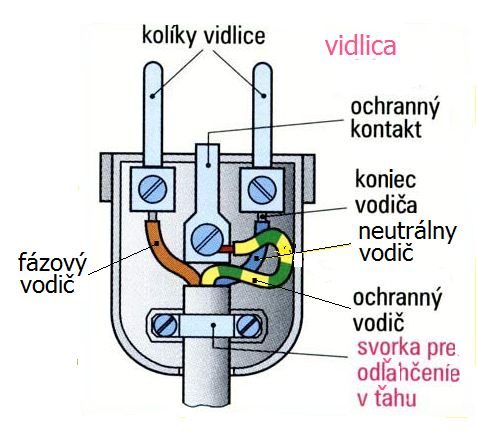 kolíky vidlice
vidlica
ochranný
kontakt
koniec
vodiča
neutrálny
vodič
fázový
vodič
ochranný
vodič
svorka pre
odľahčenie
v ťahu